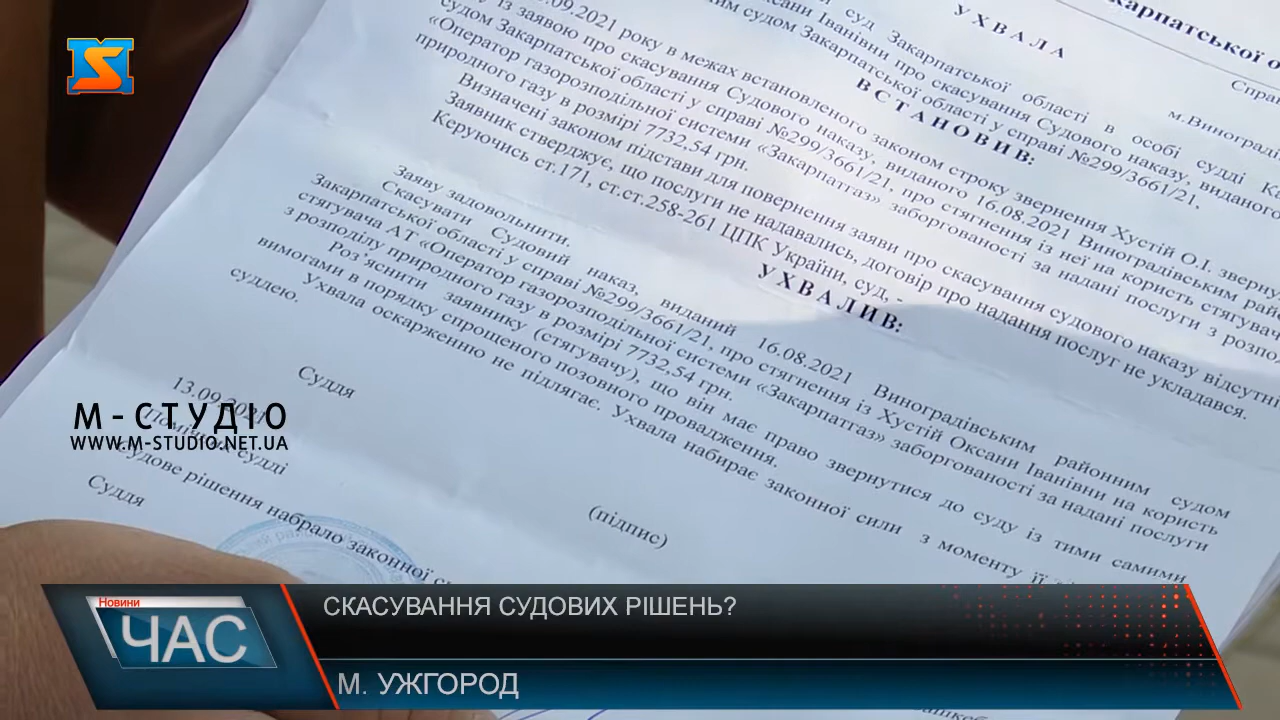 карпатської о
УХВАЛА
Справ
м.Виноградів
й суд Закарпатської області в особі судді Ка
ксани Іванівни про скасування Судового наказу, виданого
им судом Закарпатської області у справі №299/3661/21,
ВСТАНОВИВ:
.09.2021 року в межах встановленого законом строку звернення Хустій О.І. звернул
у із заявою про скасування Судового наказу, виданого 16.08.2021 Виноградівським рай
судом Закарпатської області у справі №299/3661/21, про стягнення із неї на користь стягувач
«Оператор газорозподільної системи «Закарпатгаз» заборгованості за надані послуги з розпо
природного газу в розмірі 7732,54 грн.
Визначені законом підстави для повернення заяви про скасування судового наказу відсутні
Заявник стверджує, що послуги не надавались, договір про надання послуг не укладався.
Керуючись ст.171, ст.ст.258-261 ЦПК України, суд, -
УХВАЛИВ:
Заяву задовольнити.
Скасувати Судовий наказ, виданий 16.08.2021 Виноградівським районним судом
Закарпатської області у справі №299/3661/21, про стягнення із Хустій Оксани Іванівни на користь
стягувача АТ «Оператор газорозподільної системи «Закарпатгаз» заборгованості за надані послуги
з розподілу природного газу в розмірі 7732,54 грн.
Роз'яснити заявнику (стягувачу), що він має право звернутися до суду із тими самими
вимогами в порядку спрощеного позовного провадження.
Ухвала оскарженню не підлягає. Ухвала набирає законної сили з моменту її
суддею.
Суддя
(підпис)
13.09.2021
судді
Судове рішення набрало законної
Суддя
М-СТУДІО
WWW.M-STUDIO.NET.UA
Новини
ЧАС
СКАСУВАННЯ СУДОВИХ РІШЕНЬ?
М. УЖГОРОД